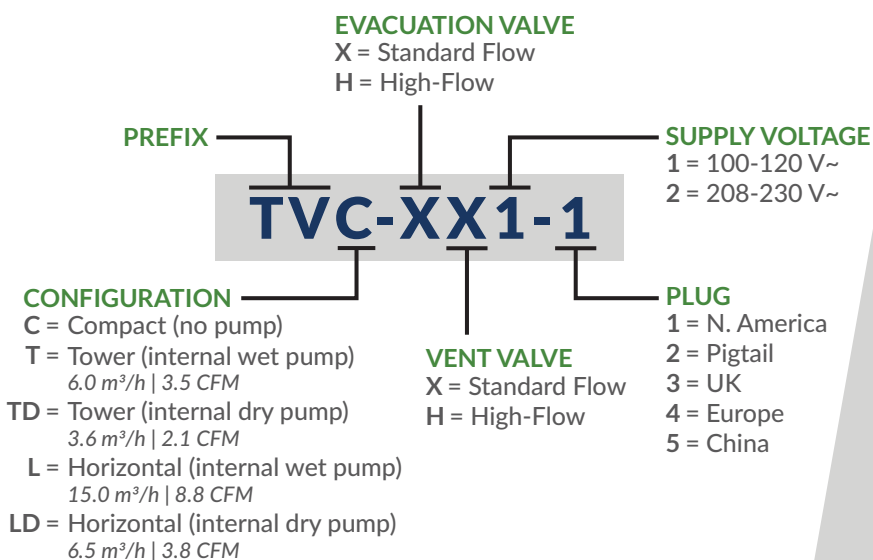 EVACUATION VALVE
X = Standard Flow
H = High-Flow
PREFIX
SUPPLY VOLTAGE
1 = 100-120 V~
2 = 208-230 V~
TVC-XX1-1
CONFIGURATION
C = Compact (no pump)
T = Tower (internal wet pump)
6.0 m³/h | 3.5 CFM
TD = Tower (internal dry pump)
3.6 m³/h | 2.1 CFM
L = Horizontal (internal wet pump)
15.0 m³/h | 8.8 CFM
LD = Horizontal (internal dry pump)
6.5 m³/h | 3.8 CFM
VENT VALVE
X = Standard Flow
H = High-Flow
PLUG
1 = N. America
2 = Pigtail
3 = UK
4 = Europe
5 = China